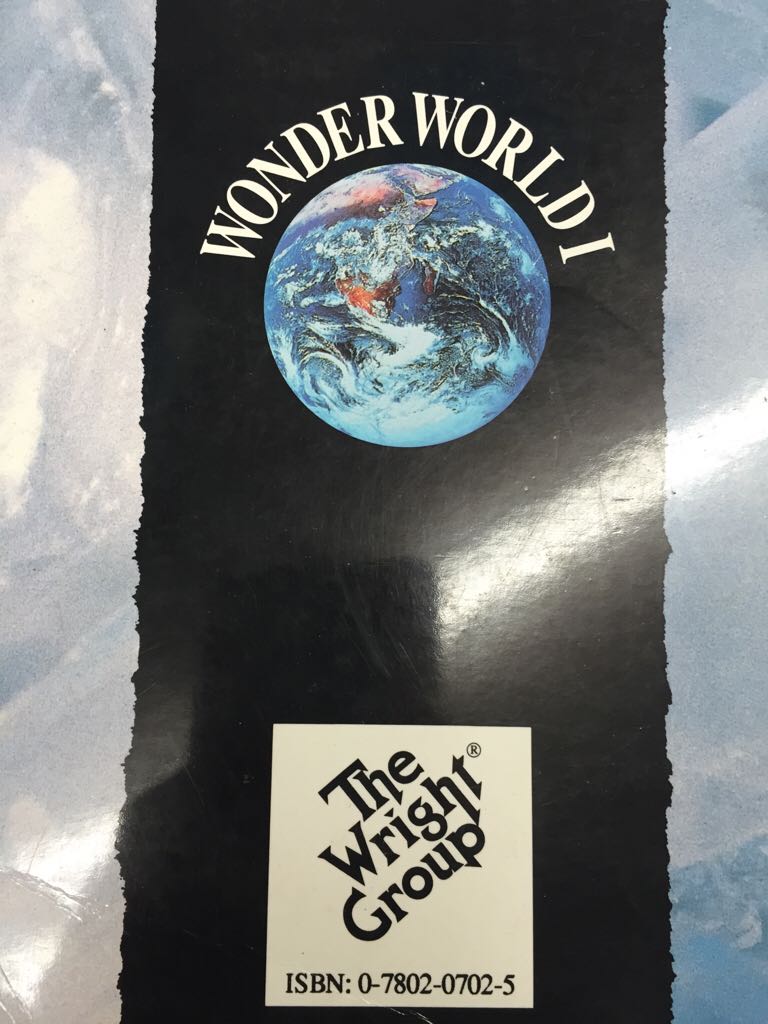 WONDER WORLD I
The
Wright®
Group
ISBN: 0-7802-0702-5